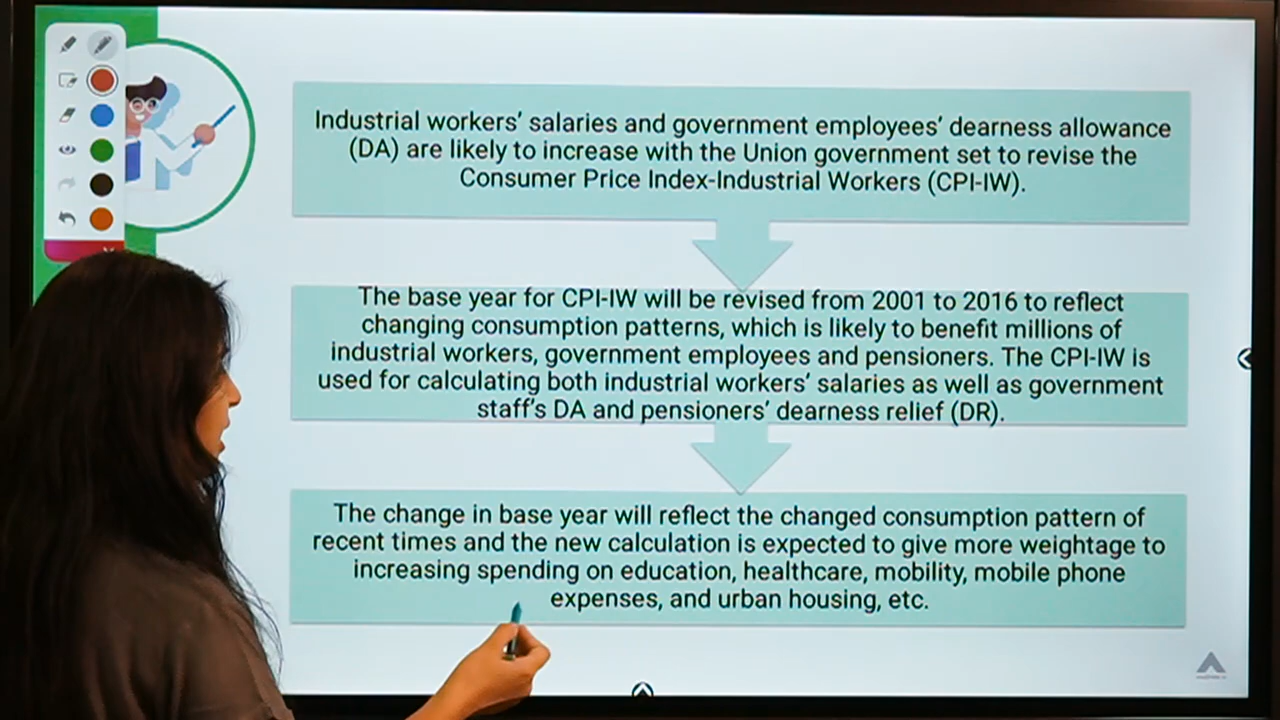 Industrial workers’ salaries and government employees’ dearness allowance
(DA) are likely to increase with the Union government set to revise the
Consumer Price Index-Industrial Workers (CPI-IW).
The base year for CPI-IW will be revised from 2001 to 2016 to reflect
changing consumption patterns, which is likely to benefit millions of
industrial workers, government employees and pensioners. The CPI-IW is
used for calculating both industrial workers’ salaries as well as government
staff’s DA and pensioners’ dearness relief (DR).
The change in base year will reflect the changed consumption pattern of
recent times and the new calculation is expected to give more weightage to
increasing spending on education, healthcare, mobility, mobile phone
expenses, and urban housing, etc.